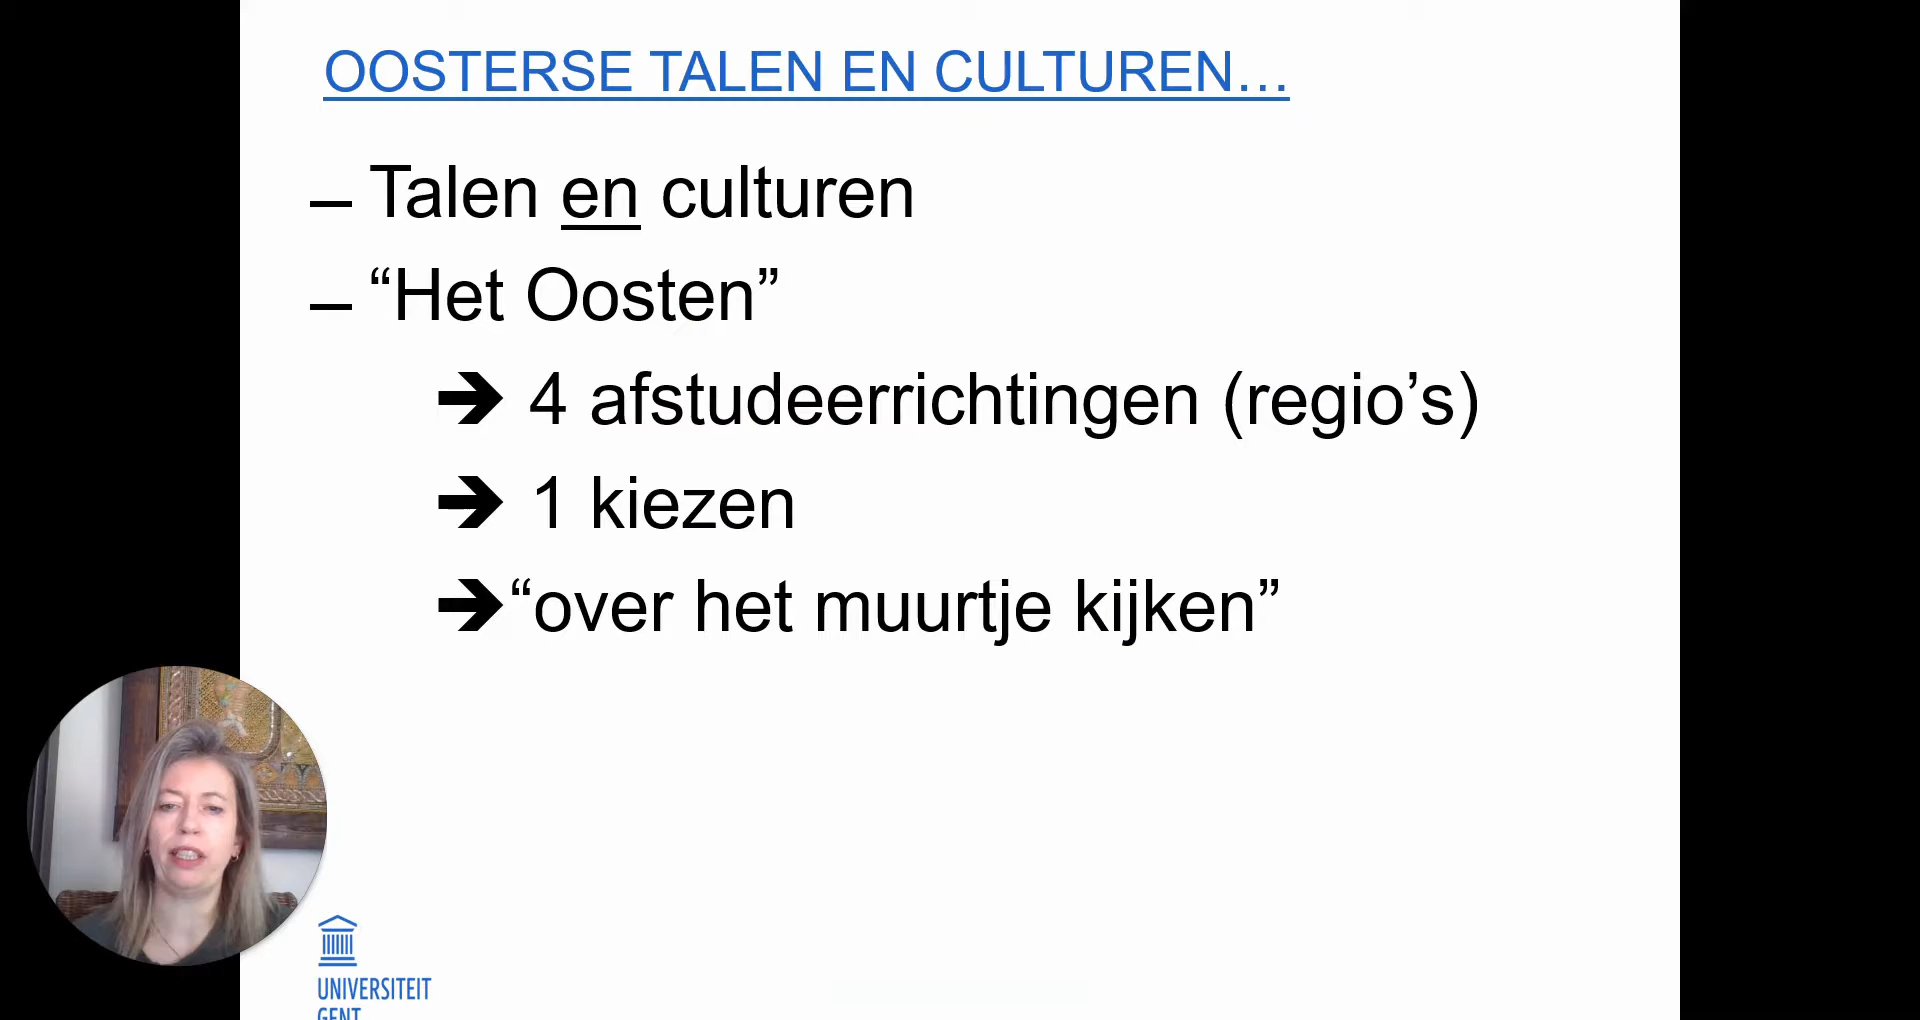 OOSTERSE TALEN EN CULTUREN…
– Talen en culturen
– “Het Oosten”
➔ 4 afstudeerrichtingen (regio’s)
➔ 1 kiezen
➔“over het muurtje kijken”
UNIVERSITEIT
GENT